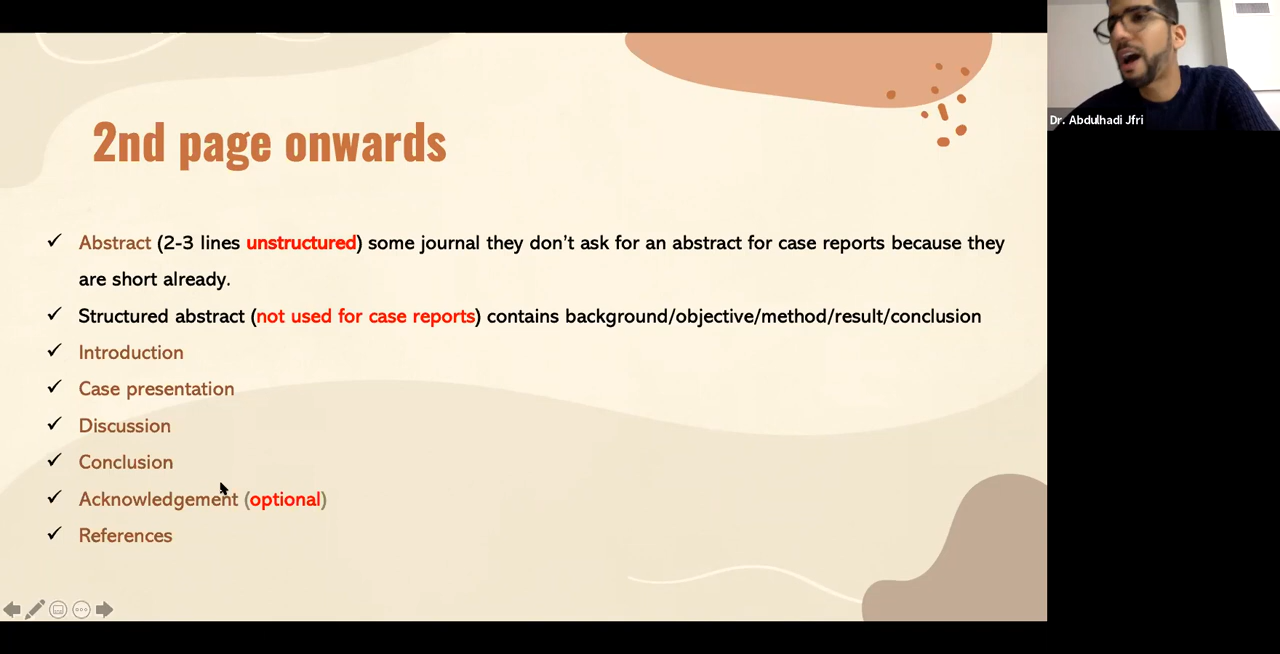 2nd page onwards
Abstract (2-3 lines unstructured) some journal they don't ask for an abstract for case reports because they
are short already.
Structured abstract (not used for case reports) contains background/objective/method/result/conclusion
Introduction
Case presentation
Discussion
Conclusion
Acknowledgement (optional)
References
Dr. Abdulhadi Jfri